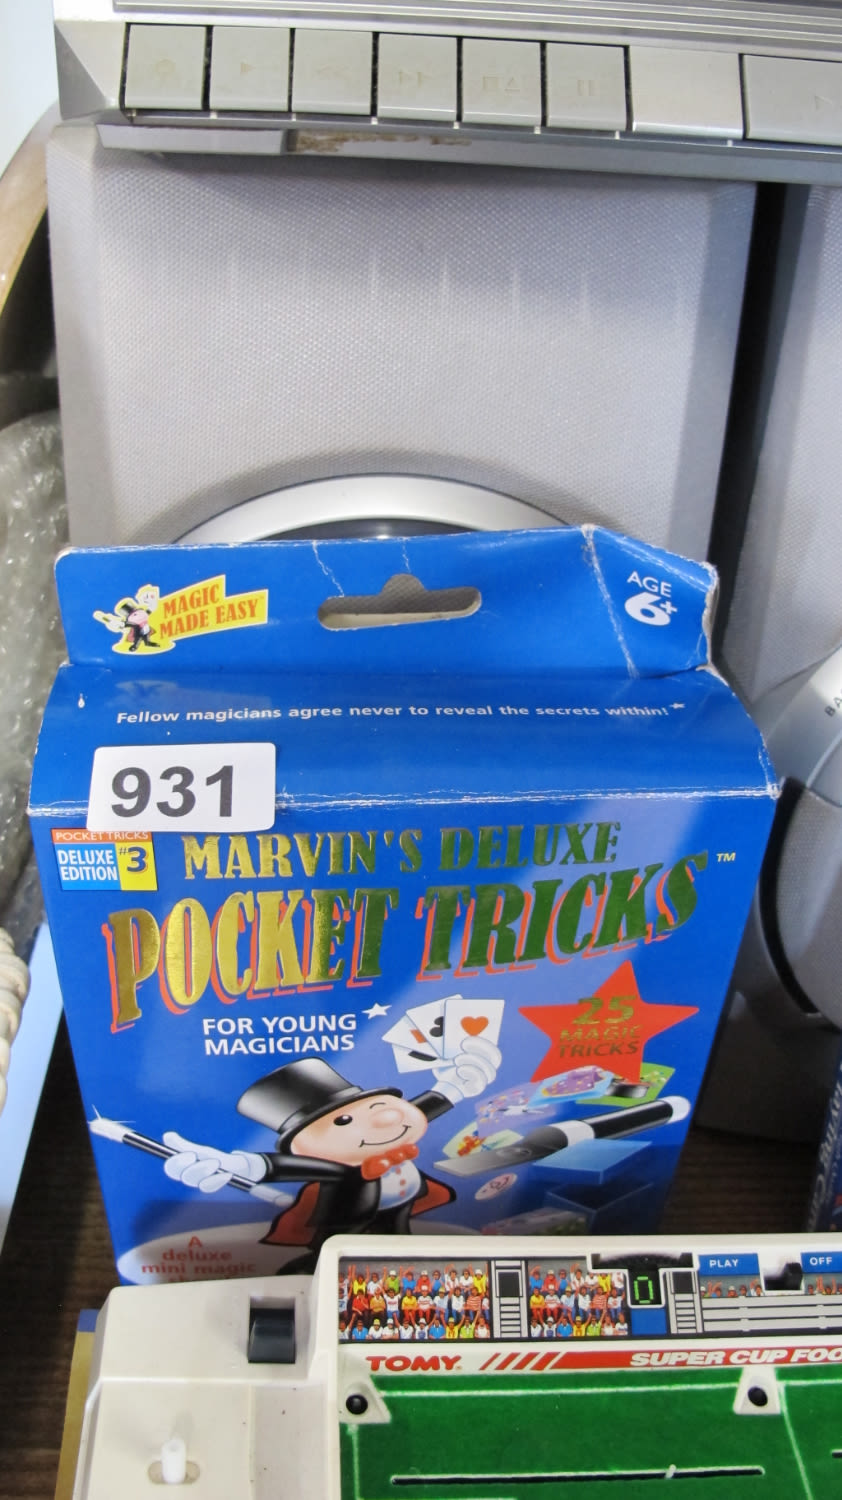 MAGIC
MADE EASY
AGE
6+
Fellow magicians agree never to reveal the secrets within!*
931
POCKET TRICKS
DELUXE
EDITION
#3
MARVIN'S DELUXE
POCKET TRICKS™
FOR YOUNG
MAGICIANS
25
MAGIC
TRICKS
A
deluxe
mini magic
PLAY
OFF
0
TOMY
SUPER CUP FOO